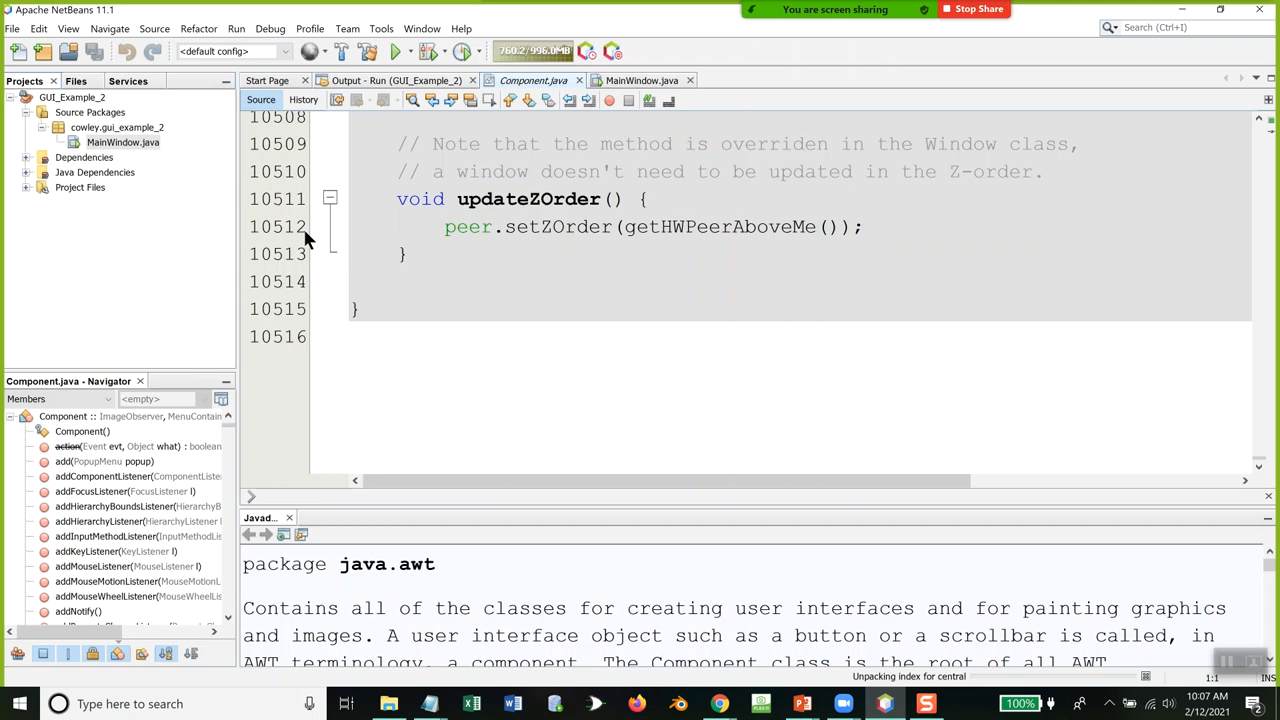 Apache NetBeans 11.1
You are screen sharing
Stop Share
File Edit View Navigate Source Refactor Run Debug Profile Team Tools Window Help
Search (Ctrl+I)
<default config>
760.2/996.0MB
Projects Files Services
Start Page Output - Run (GUI_Example_2) Component.java MainWindow.java
GUI_Example_2
Source Packages
cowley.gui_example_2
MainWindow.java
Dependencies
Java Dependencies
Project Files
Source History
10508
10509 // Note that the method is overriden in the Window class,
10510 // a window doesn't need to be updated in the Z-order.
10511 void updateZOrder() {
10512 peer.setZOrder(getHWPeerAboveMe());
10513 }
10514
10515 }
10516
Component.java - Navigator
Members <empty>
Component :: ImageObserver, MenuContain
Component()
action(Event evt, Object what) : boolean
add(PopupMenu popup)
addComponentListener(ComponentListe
addFocusListener(FocusListener l)
addHierarchyBoundsListener(HierarchyB
addHierarchyListener(HierarchyListener l
addInputMethodListener(InputMethodLis
addKeyListener(KeyListener l)
addMouseListener(MouseListener l)
addMouseMotionListener(MouseMotionL
addMouseWheelListener(MouseWheelLis
addNotify()
Javad...
package java.awt
Contains all of the classes for creating user interfaces and for painting graphics
and images. A user interface object such as a button or a scrollbar is called, in
AWT terminology, a component. The Component class is the root of all AWT
Unpacking index for central
1:1
INS
Type here to search
100%
10:07 AM
2/12/2021
2